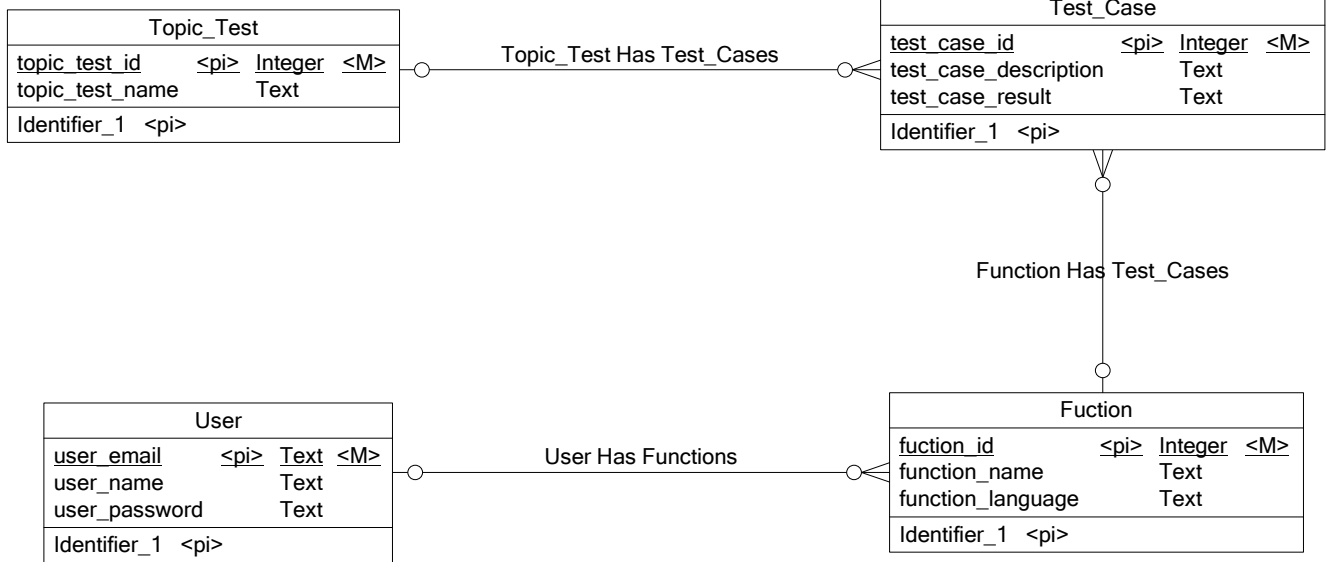 Topic_Test
topic_test_id <pi> Integer <M>
topic_test_name Text
Identifier_1 <pi>
Topic_Test Has Test_Cases
Test_Case
test_case_id <pi> Integer <M>
test_case_description Text
test_case_result Text
Identifier_1 <pi>
Function Has Test_Cases
User
user_email <pi> Text <M>
user_name Text
user_password Text
Identifier_1 <pi>
User Has Functions
Fuction
fuction_id <pi> Integer <M>
function_name Text
function_language Text
Identifier_1 <pi>